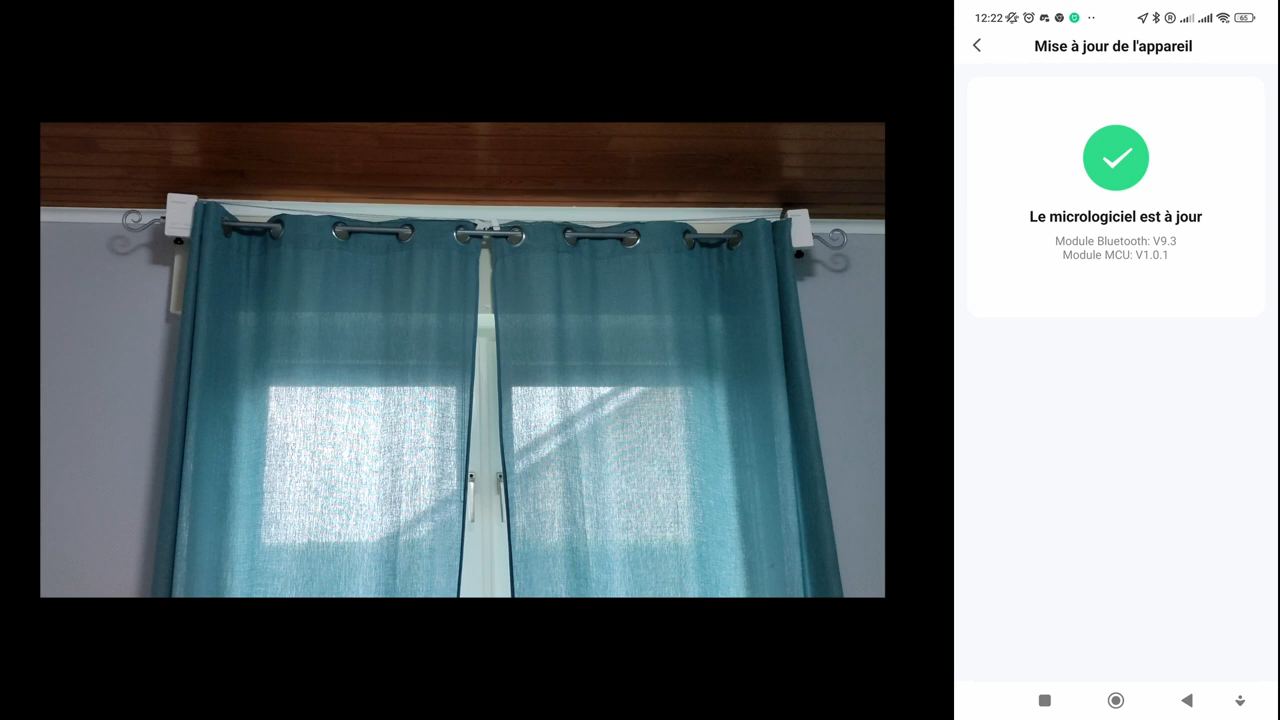 12:22
65
Mise à jour de l'appareil
Le micrologiciel est à jour
Module Bluetooth: V9.3
Module MCU: V1.0.1